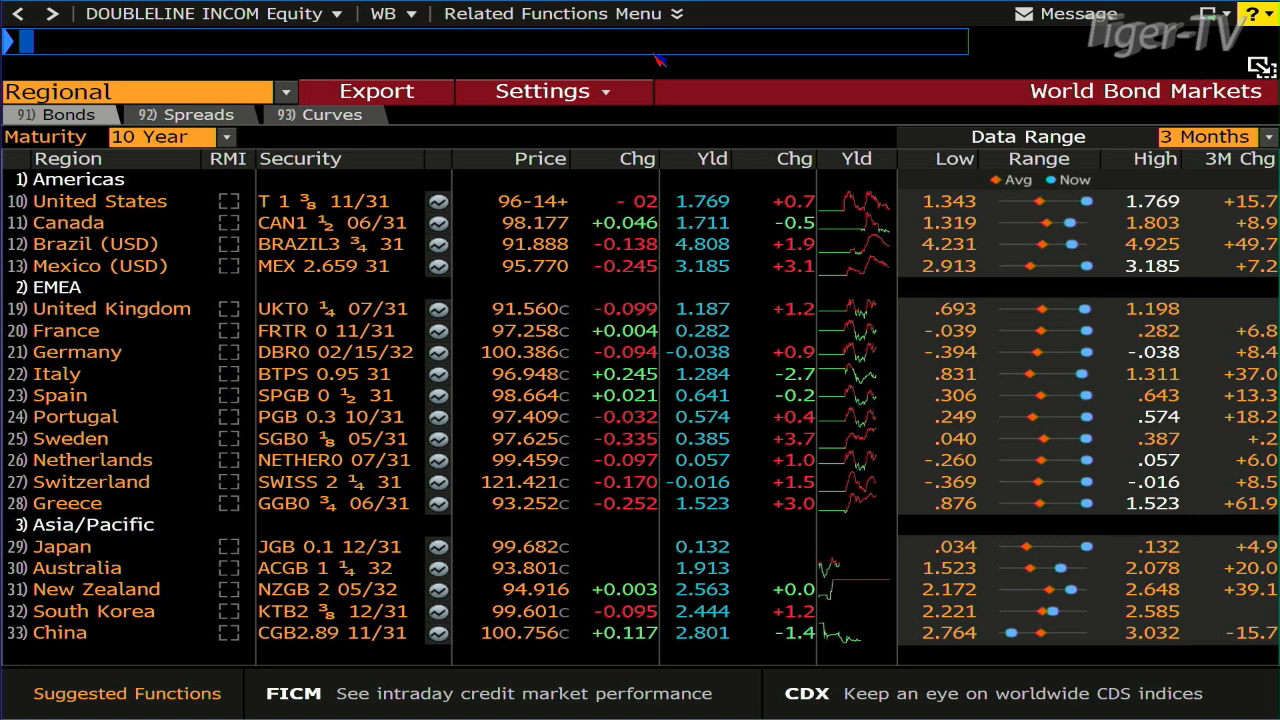 DOUBLELINE INCOM Equity WB Related Functions Menu Message ?
Tiger-TV
Regional Export Settings World Bond Markets
91) Bonds 92) Spreads 93) Curves
Maturity 10 Year Data Range 3 Months
Region RMI Security Price Chg Yld Chg Yld Low Range High 3M Chg
1) Americas Avg Now
10) United States T 1 ⅜ 11/31 96-14+ - 02 1.769 +0.7 1.343 1.769 +15.7
11) Canada CAN1 ½ 06/31 98.177 +0.046 1.711 -0.5 1.319 1.803 +8.9
12) Brazil (USD) BRAZIL3 ¾ 31 91.888 -0.138 4.808 +1.9 4.231 4.925 +49.7
13) Mexico (USD) MEX 2.659 31 95.770 -0.245 3.185 +3.1 2.913 3.185 +7.2
2) EMEA
19) United Kingdom UKT0 ¼ 07/31 91.560c -0.099 1.187 +1.2 .693 1.198
20) France FRTR 0 11/31 97.258c +0.004 0.282 -.039 .282 +6.8
21) Germany DBR0 02/15/32 100.386c -0.094 -0.038 +0.9 -.394 -.038 +8.4
22) Italy BTPS 0.95 31 96.948c +0.245 1.284 -2.7 .831 1.311 +37.0
23) Spain SPGB 0 ½ 31 98.664c +0.021 0.641 -0.2 .306 .643 +13.3
24) Portugal PGB 0.3 10/31 97.409c -0.032 0.574 +0.4 .249 .574 +18.2
25) Sweden SGB0 ⅛ 05/31 97.625c -0.335 0.385 +3.7 .040 .387 +.2
26) Netherlands NETHER0 07/31 99.459c -0.097 0.057 +1.0 -.260 .057 +6.0
27) Switzerland SWISS 2 ¼ 31 121.421c -0.170 -0.016 +1.5 -.369 -.016 +8.5
28) Greece GGB0 ¾ 06/31 93.252c -0.252 1.523 +3.0 .876 1.523 +61.9
3) Asia/Pacific
29) Japan JGB 0.1 12/31 99.682c 0.132 .034 .132 +4.9
30) Australia ACGB 1 ¼ 32 93.801c 1.913 1.523 2.078 +20.0
31) New Zealand NZGB 2 05/32 94.916 +0.003 2.563 +0.0 2.172 2.648 +39.1
32) South Korea KTB2 ⅜ 12/31 99.601c -0.095 2.444 +1.2 2.221 2.585
33) China CGB2.89 11/31 100.756c +0.117 2.801 -1.4 2.764 3.032 -15.7
Suggested Functions FICM See intraday credit market performance CDX Keep an eye on worldwide CDS indices